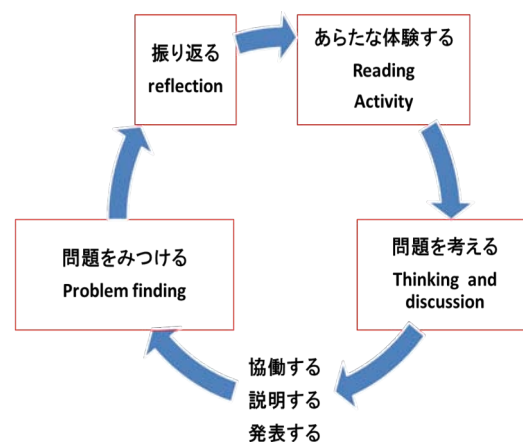 振り返る
reflection
あらたな体験する
Reading
Activity
問題を考える
Thinking and
discussion
協働する
説明する
発表する
問題をみつける
Problem finding